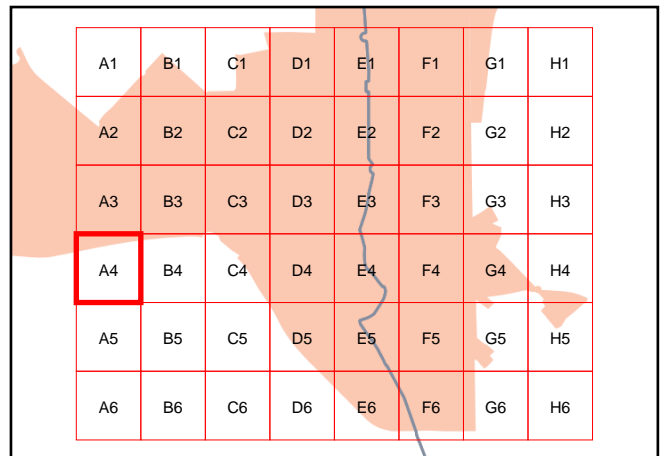 A1 B1 C1 D1 E1 F1 G1 H1
A2 B2 C2 D2 E2 F2 G2 H2
A3 B3 C3 D3 E3 F3 G3 H3
A4 B4 C4 D4 E4 F4 G4 H4
A5 B5 C5 D5 E5 F5 G5 H5
A6 B6 C6 D6 E6 F6 G6 H6